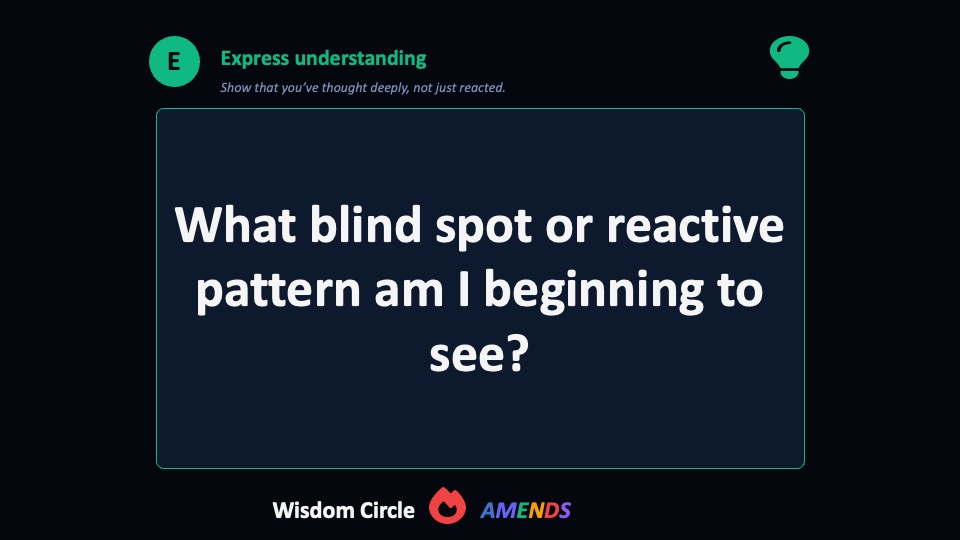 E
Express understanding
Show that you’ve thought deeply, not just reacted.
What blind spot or reactive
pattern am I beginning to
see?
Wisdom Circle AMENDS